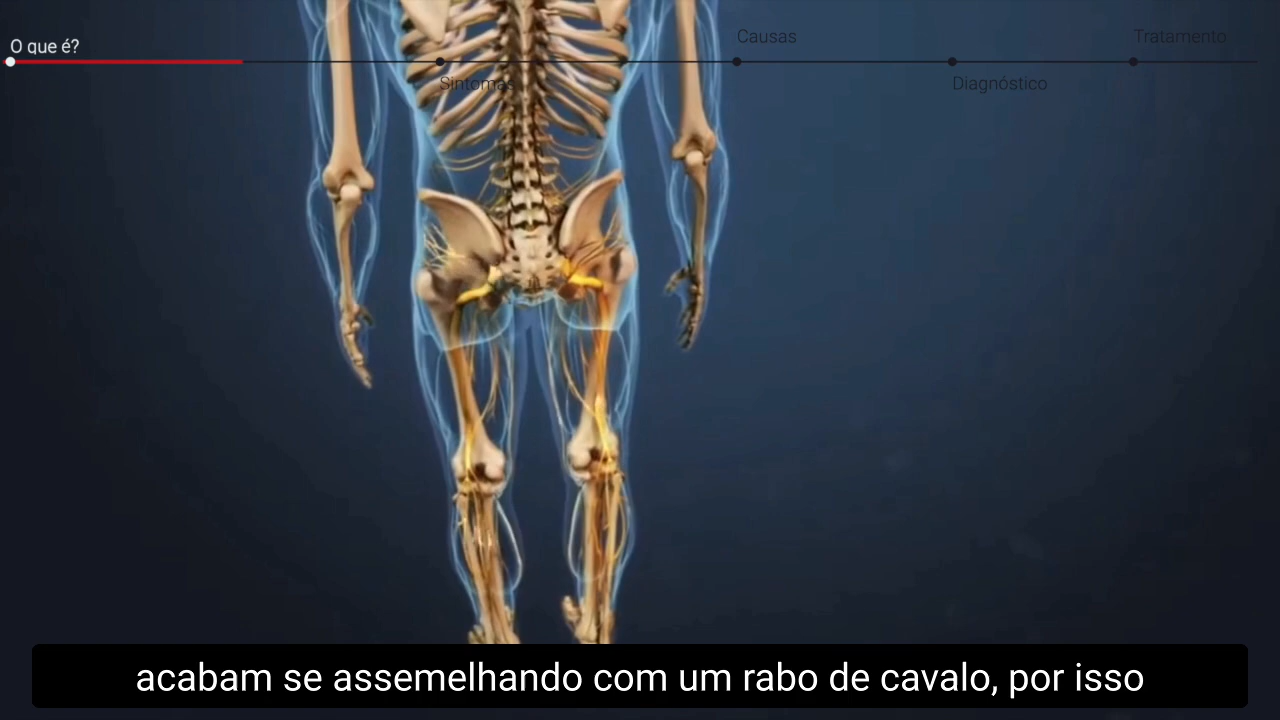 O que é?
Sintomas
Causas
Diagnóstico
Tratamento
acabam se assemelhando com um rabo de cavalo, por isso